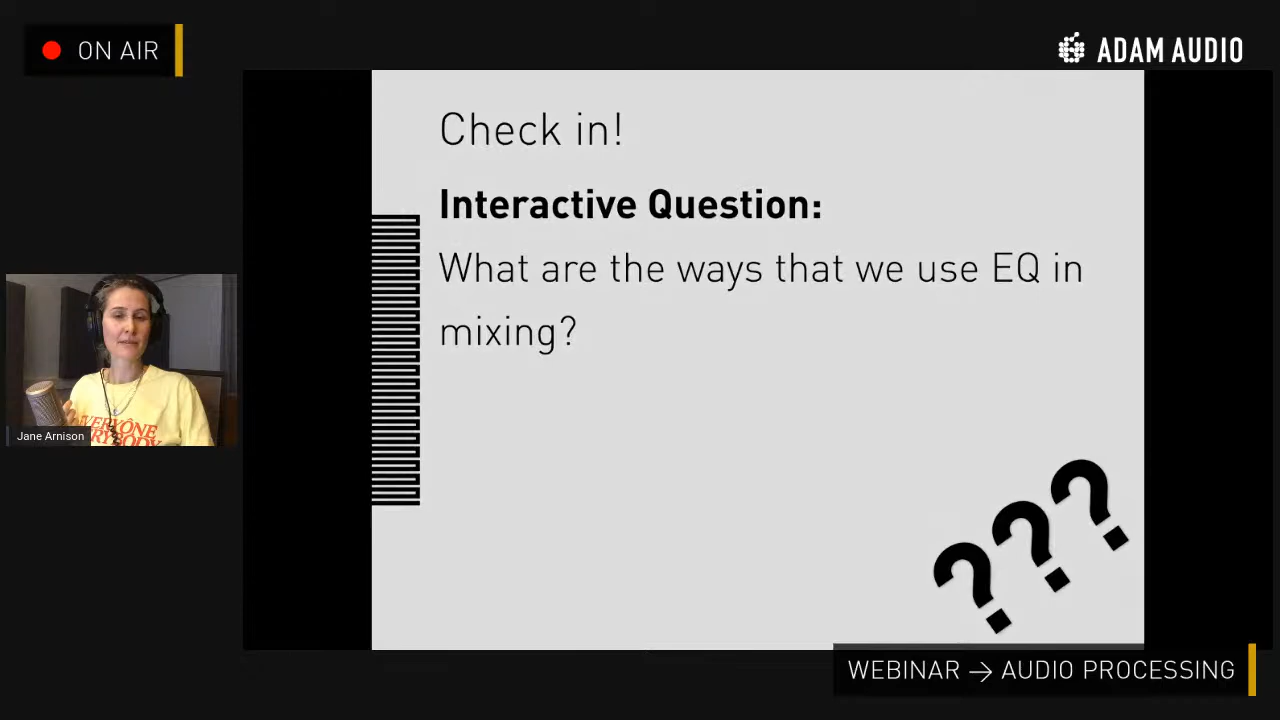 ON AIR
ADAM AUDIO
Check in!
Interactive Question:
What are the ways that we use EQ in
mixing?
EVERYONE
Jane Arnison
WEBINAR → AUDIO PROCESSING